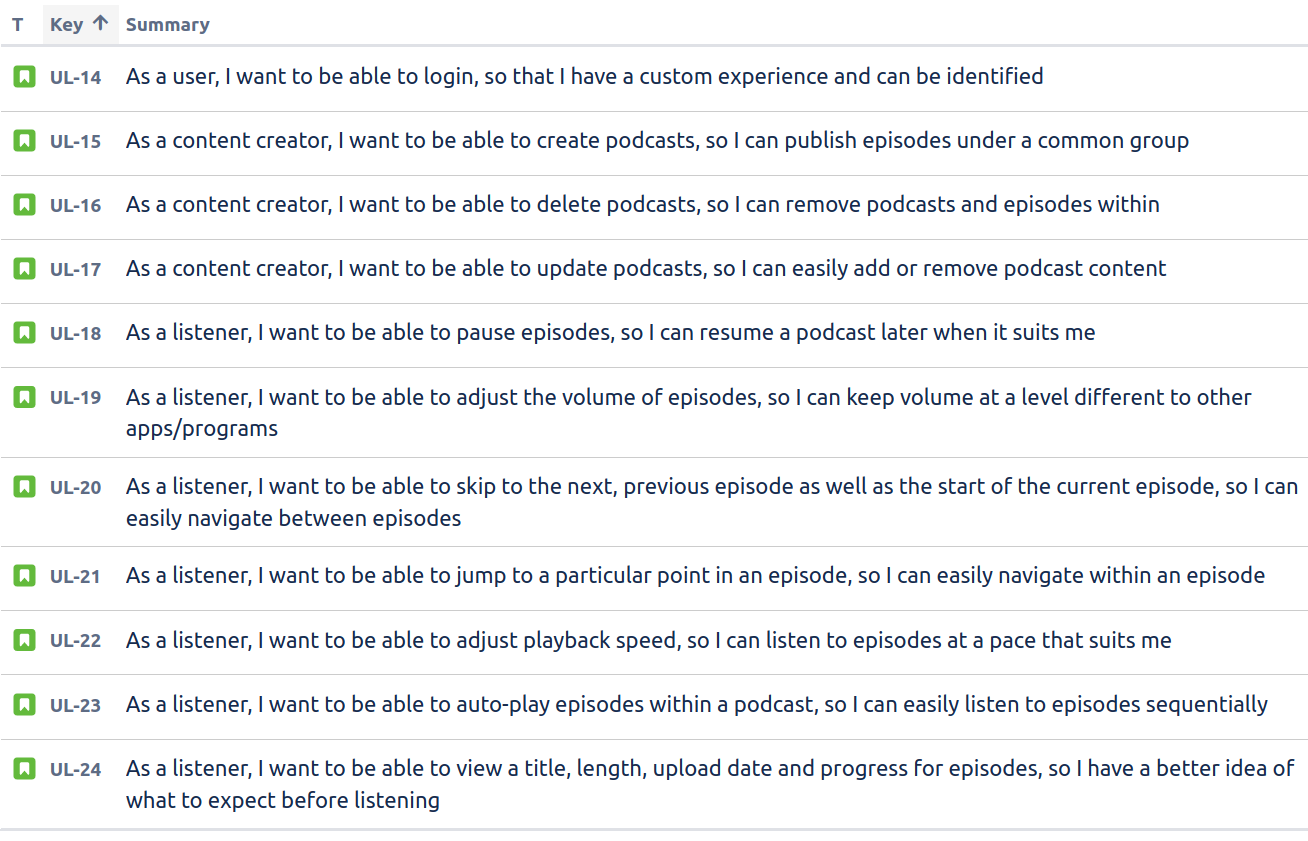 T Key ↑ Summary
UL-14 As a user, I want to be able to login, so that I have a custom experience and can be identified
UL-15 As a content creator, I want to be able to create podcasts, so I can publish episodes under a common group
UL-16 As a content creator, I want to be able to delete podcasts, so I can remove podcasts and episodes within
UL-17 As a content creator, I want to be able to update podcasts, so I can easily add or remove podcast content
UL-18 As a listener, I want to be able to pause episodes, so I can resume a podcast later when it suits me
UL-19 As a listener, I want to be able to adjust the volume of episodes, so I can keep volume at a level different to other
apps/programs
UL-20 As a listener, I want to be able to skip to the next, previous episode as well as the start of the current episode, so I can
easily navigate between episodes
UL-21 As a listener, I want to be able to jump to a particular point in an episode, so I can easily navigate within an episode
UL-22 As a listener, I want to be able to adjust playback speed, so I can listen to episodes at a pace that suits me
UL-23 As a listener, I want to be able to auto-play episodes within a podcast, so I can easily listen to episodes sequentially
UL-24 As a listener, I want to be able to view a title, length, upload date and progress for episodes, so I have a better idea of
what to expect before listening